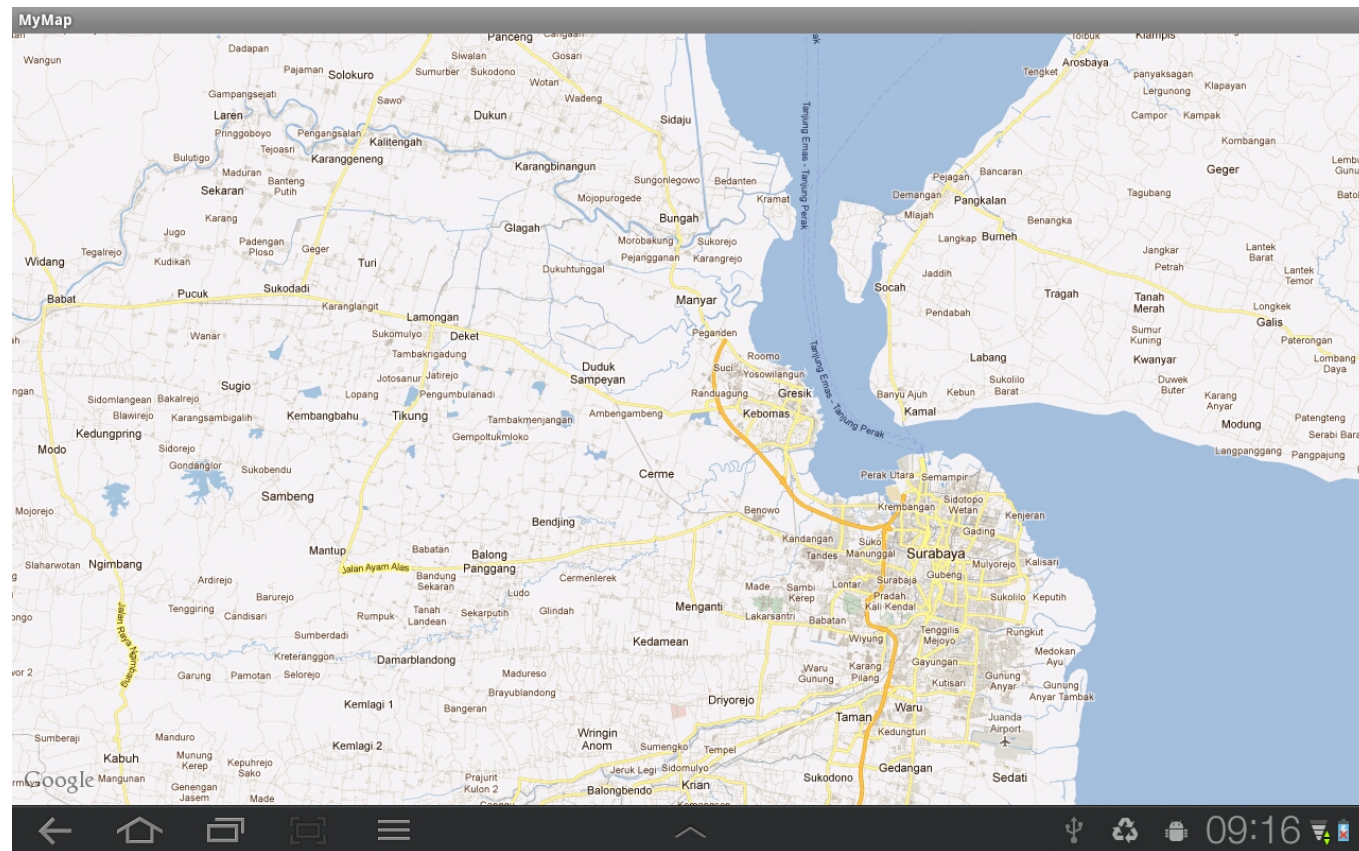 MyMap
Panceng
Wangun
Dadapan
Siwalan
Gosari
Klampis
Arosbaya
Pajaman
Solokuro
Sumurber
Sukodono
Wotan
Tengket
panyaksagan
Klapayan
Lergunong
Gampangsejati
Sawo
Wadeng
Laren
Dukun
Sidaju
Campor
Kampak
Pringgoboyo
Pengangsalan
Kalitengah
Tanjung Emas - Tanjung Perak
Kombangan
Tejoasri
Bulutigo
Karanggeneng
Karangbinangun
Geger
Maduran
Sekaran
Banteng
Putih
Sungonlegowo
Bedanten
Pejagan
Bancaran
Mojopurogede
Kramat
Demangan
Pangkalan
Tagubang
Karang
Bungah
Mlajah
Benangka
Jugo
Glagah
Padengan
Ploso
Geger
Morobakung
Sukorejo
Langkap
Burneh
Tegalrejo
Kudikan
Turi
Pejangganan
Karangrejo
Jangkar
Lantek
Barat
Widang
Dukuhtunggal
Jaddih
Petrah
Lantek
Temor
Babat
Pucuk
Sukodadi
Manyar
Socah
Tragah
Tanah
Merah
Karanglangit
Lamongan
Pendabah
Longkek
Galis
Wanar
Sukomulyo
Deket
Peganden
Sumur
Kuning
Paterongan
Tambakrigadung
Tanjung Emas - Tanjung Perak
Roomo
Labang
Kwanyar
Lombang
Daya
Duduk
Sampeyan
Suci
Yosowilangun
Sugio
Jotosanur
Jatirejo
Sukolilo
Barat
Duwek
Buter
Sidomlangean
Bakalrejo
Lopang
Pengumbulanadi
Randuagung
Gresik
Banyu Ajuh
Kebun
Karang
Anyar
Blawirejo
Karangsambigalih
Kembangbahu
Tikung
Ambengambeng
Kebomas
Kamal
Patengteng
Tambakmenjangan
Modung
Kedungpring
Gempoltukmloko
Serabi Bara
Modo
Sidorejo
Langpanggang
Pangpajung
Gondanglor
Sukobendu
Cerme
Perak Utara
Semampir
Sambeng
Sidotopo
Wetan
Mojorejo
Benowo
Krembangan
Kenjeran
Bendjing
Gading
Kandangan
Suko
Manunggal
Mantup
Babatan
Balong
Panggang
Tandes
Surabaya
Slaharwotan
Ngimbang
Jalan Ayam Alas
Mulyorejo
Kalisari
Bandung
Sekaran
Cermenlerek
Gubeng
Ardirejo
Made
Sambi
Kerep
Lontar
Surabaja
Barurejo
Ludo
Pradah
Kali Kendal
Sukolilo
Keputih
Tenggiring
Candisari
Jalan Raya Ngimbang
Rumpuk
Tanah
Landean
Sekarputih
Glindah
Menganti
Lakarsantri
Babatan
Sumberdadi
Kedamean
Wiyung
Tenggilis
Mejoyo
Rungkut
Kreteranggon
Damarblandong
Medokan
Ayu
Garung
Pamotan
Selorejo
Madureso
Waru
Gunung
Karang
Pilang
Gayungan
Kutisari
Gunung
Anyar
Gunung
Anyar Tambak
Brayublandong
Kemlagi 1
Bangeran
Driyorejo
Waru
Taman
Juanda
Airport
Sumberaji
Manduro
Wringin
Anom
Kedungturi
Kemlagi 2
Sumengko
Tempel
Kabuh
Munung
Kerep
Kepuhrejo
Sako
Jeruk Legi
Sidomulyo
Gedangan
Google
Mangunan
Prajurit
Kulon 2
Krian
Sukodono
Sedati
Genengan
Jasem
Made
Balongbendo
09:16